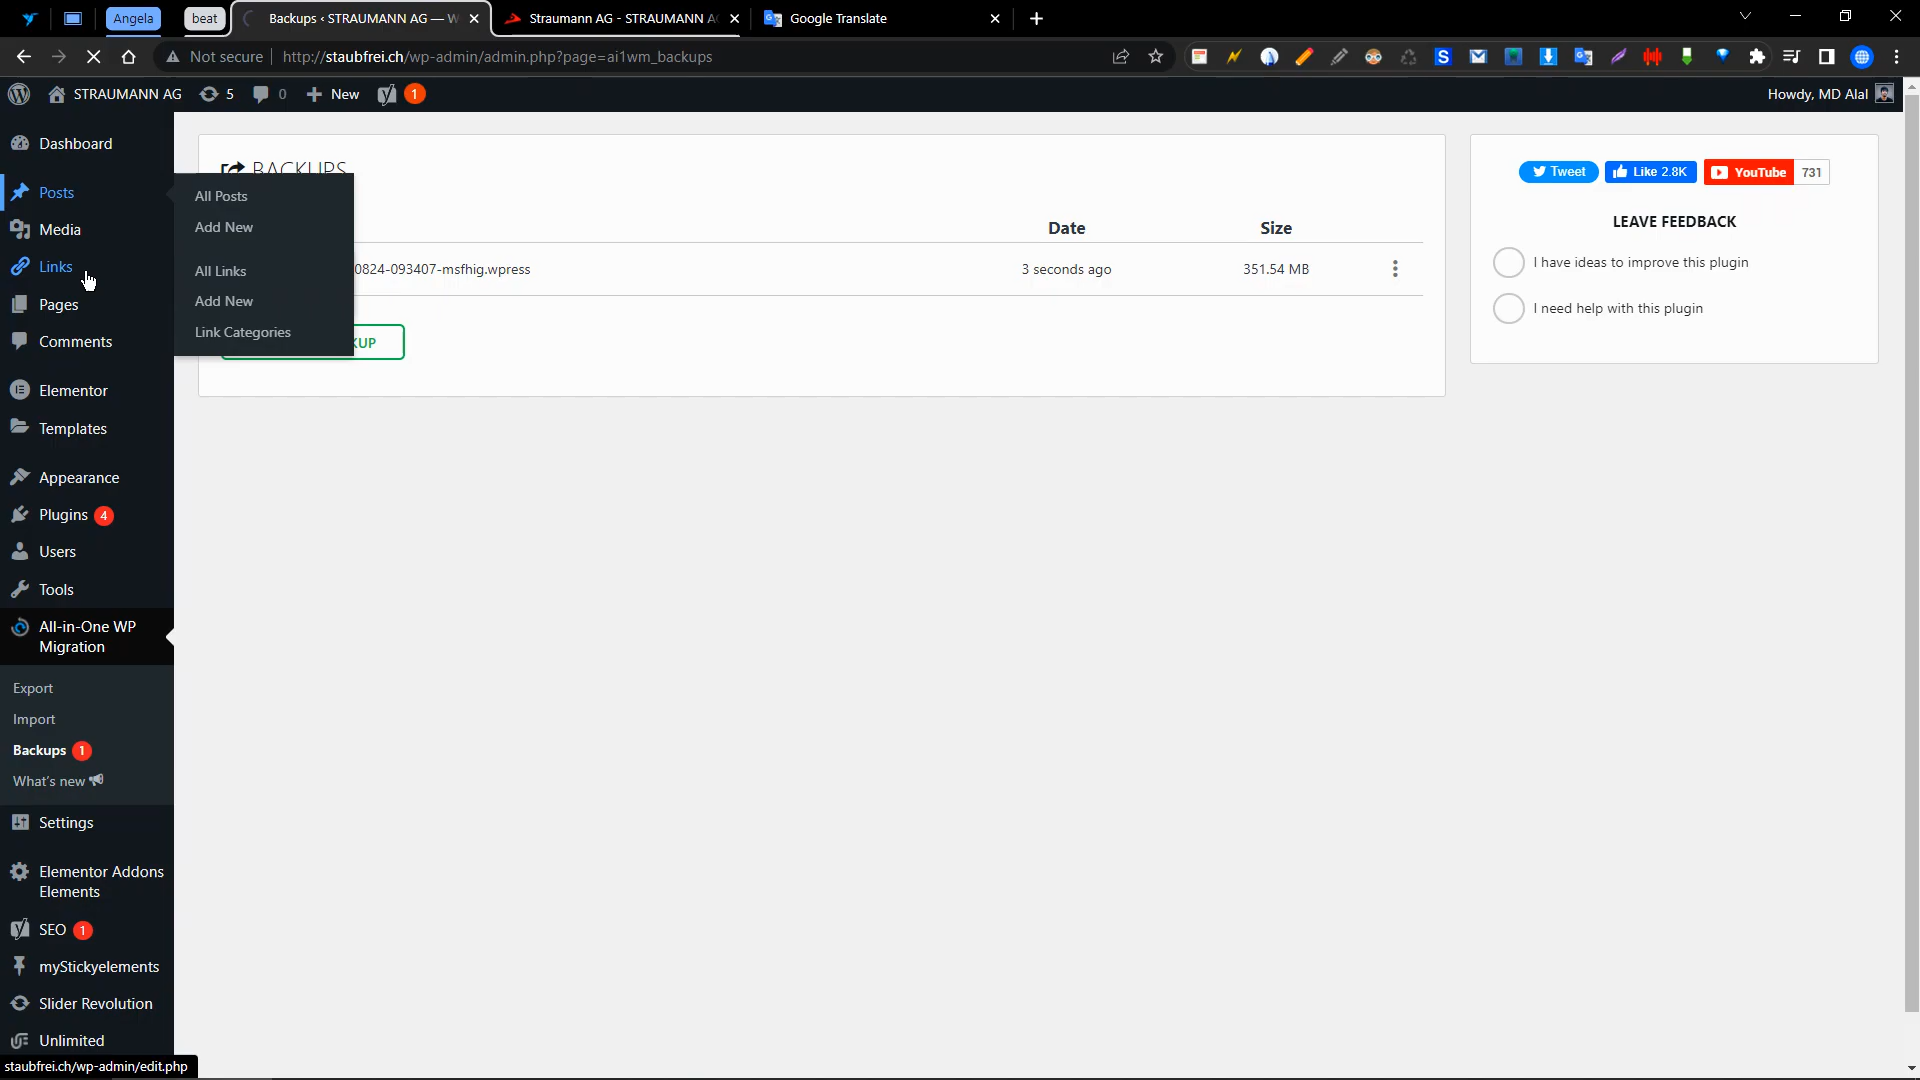 Angela
beat
Backups ‹ STRAUMANN AG — W
Straumann AG - STRAUMANN A
Google Translate
Not secure
http://staubfrei.ch/wp-admin/admin.php?page=ai1wm_backups
STRAUMANN AG
5
0
New
1
Howdy, MD Alal
Dashboard
Posts
Media
Links
Pages
Comments
Elementor
Templates
Appearance
Plugins 4
Users
Tools
All-in-One WP
Migration
Export
Import
Backups 1
What's new
Settings
Elementor Addons
Elements
SEO 1
myStickyelements
Slider Revolution
Unlimited
staubfrei.ch/wp-admin/edit.php
All Posts
Add New
All Links
Add New
Link Categories
BACKUPS
Date
Size
0824-093407-msfhig.wpress
3 seconds ago
351.54 MB
KUP
Tweet
Like 2.8K
YouTube
731
LEAVE FEEDBACK
I have ideas to improve this plugin
I need help with this plugin